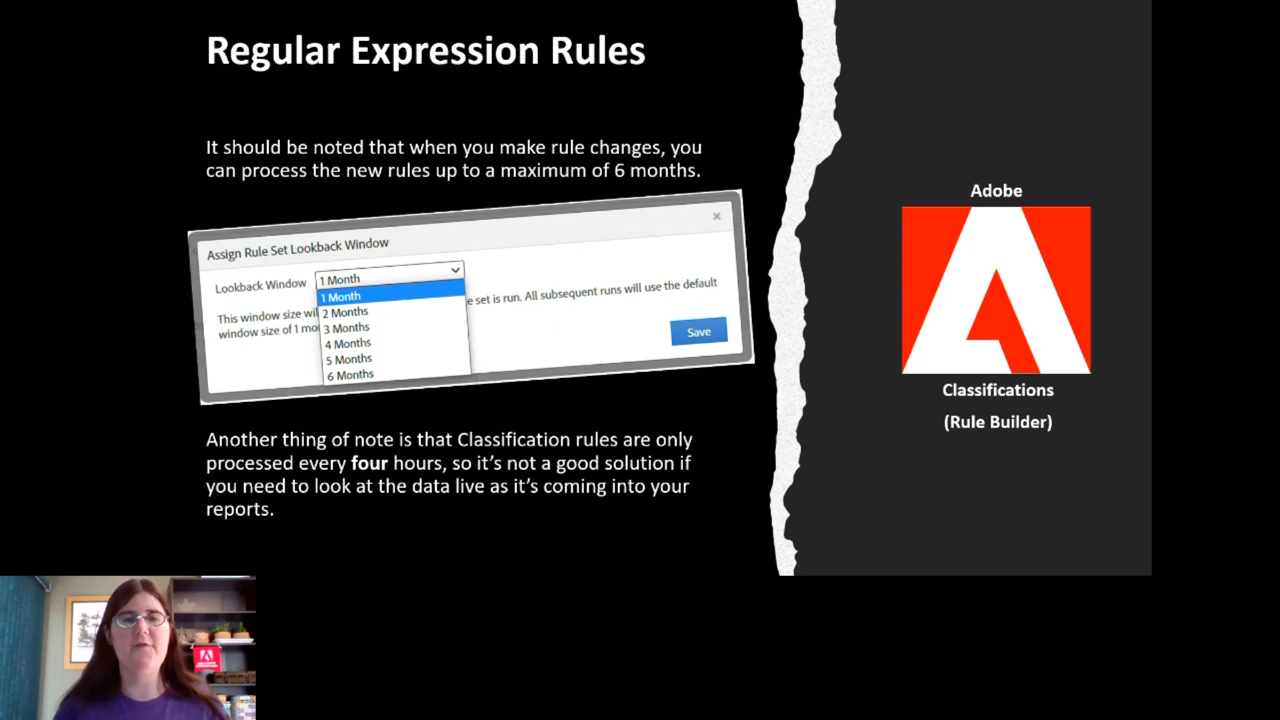 Regular Expression Rules
It should be noted that when you make rule changes, you
can process the new rules up to a maximum of 6 months.
Assign Rule Set Lookback Window
×
Lookback Window
1 Month
1 Month
2 Months
3 Months
4 Months
5 Months
6 Months
This window size wi
e set is run. All subsequent runs will use the default
window size of 1 mo
Save
Another thing of note is that Classification rules are only
processed every four hours, so it’s not a good solution if
you need to look at the data live as it’s coming into your
reports.
Adobe
Classifications
(Rule Builder)